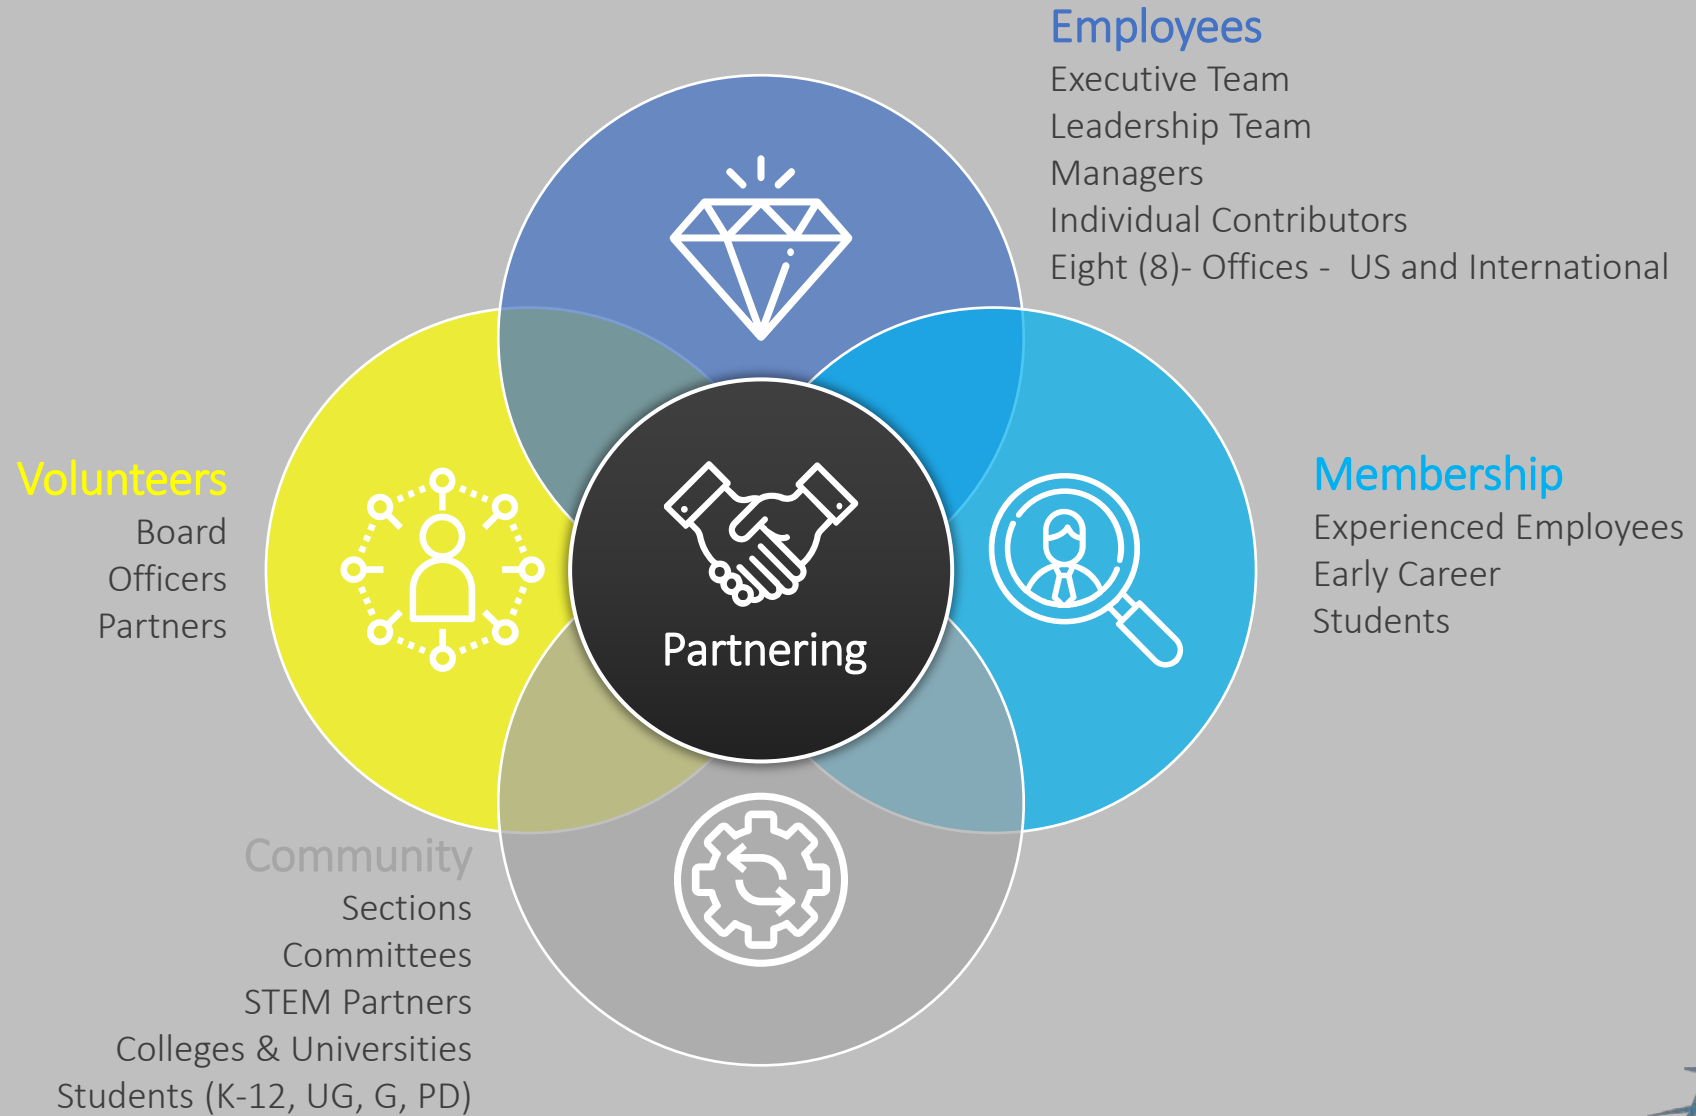 Employees
Executive Team
Leadership Team
Managers
Individual Contributors
Eight (8)- Offices -  US and International
Volunteers
Board
Officers
Partners
Partnering
Membership
Experienced Employees
Early Career
Students
Community
Sections
Committees
STEM Partners
Colleges & Universities
Students (K-12, UG, G, PD)